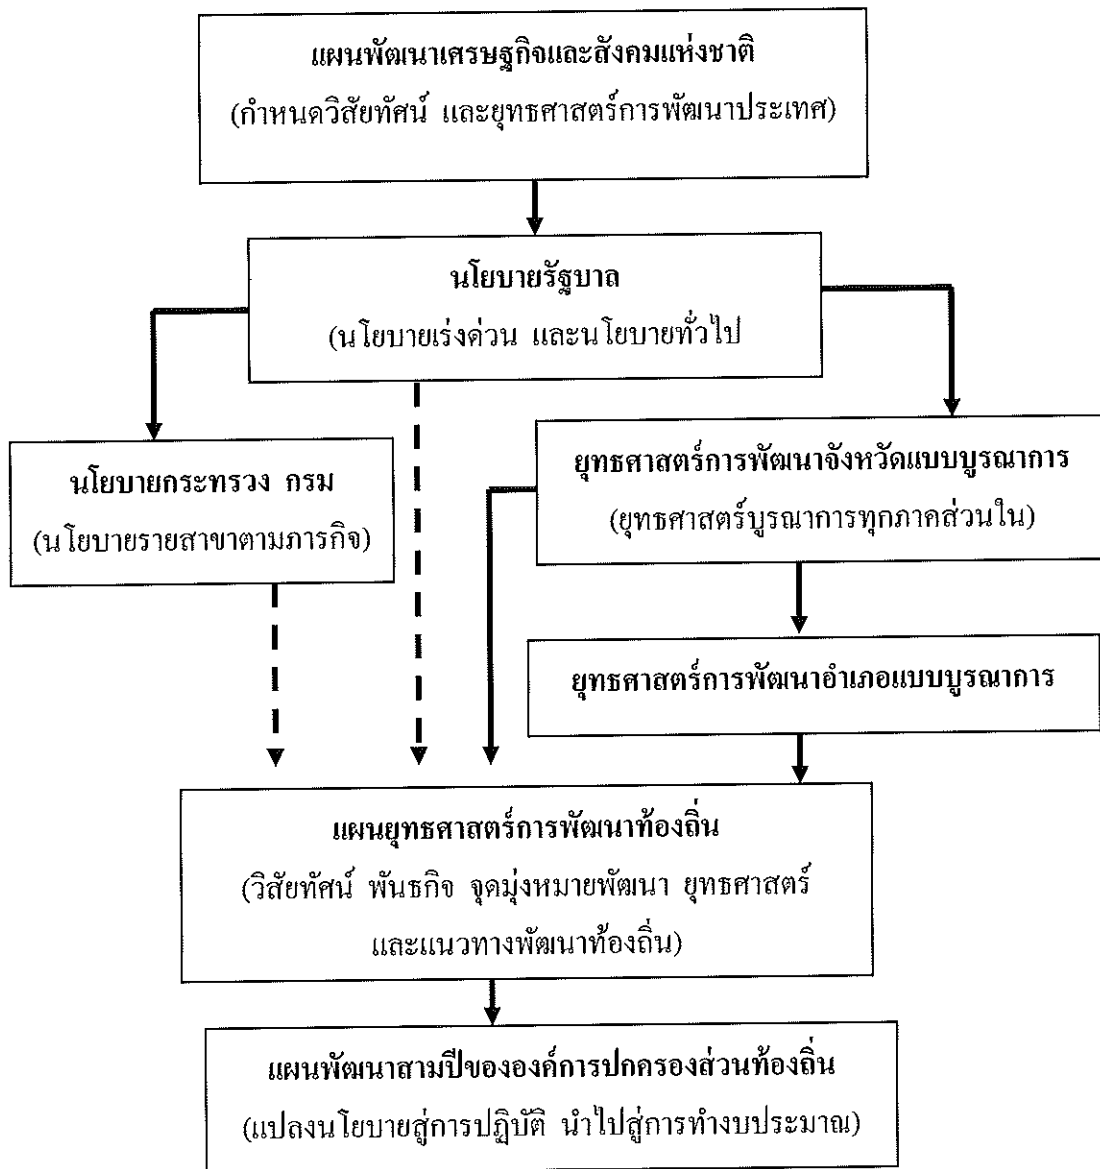 แผนพัฒนาเศรษฐกิจและสังคมแห่งชาติ
(กำหนดวิสัยทัศน์ และยุทธศาสตร์การพัฒนาประเทศ)
นโยบายรัฐบาล
(นโยบายเร่งด่วน และนโยบายทั่วไป
นโยบายกระทรวง กรม
(นโยบายรายสาขาตามภารกิจ)
ยุทธศาสตร์การพัฒนาจังหวัดแบบบูรณาการ
(ยุทธศาสตร์บูรณาการทุกภาคส่วนใน)
ยุทธศาสตร์การพัฒนาอำเภอแบบบูรณาการ
แผนยุทธศาสตร์การพัฒนาท้องถิ่น
(วิสัยทัศน์ พันธกิจ จุดมุ่งหมายพัฒนา ยุทธศาสตร์
และแนวทางพัฒนาท้องถิ่น)
แผนพัฒนาสามปีขององค์การปกครองส่วนท้องถิ่น
(แปลงนโยบายสู่การปฏิบัติ นำไปสู่การทำงบประมาณ)